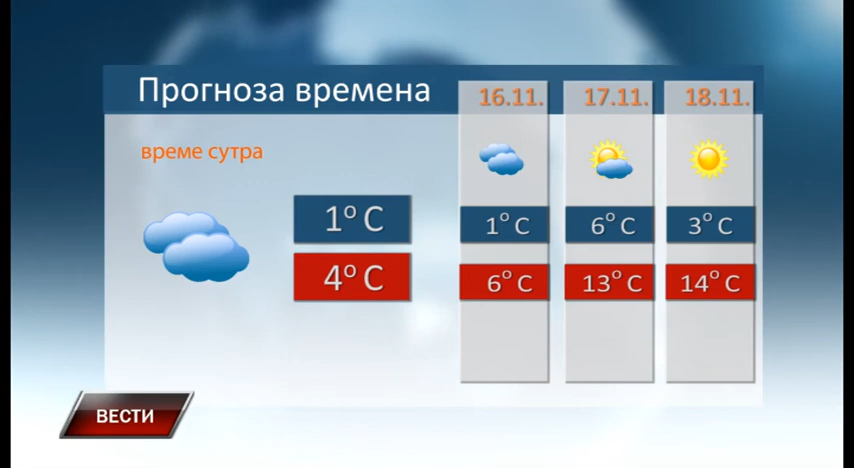 Прогноза времена
време сутра
1° C
4° C
16.11. 17.11. 18.11.
1° C 6° C 3° C
6° C 13° C 14° C
ВЕСТИ